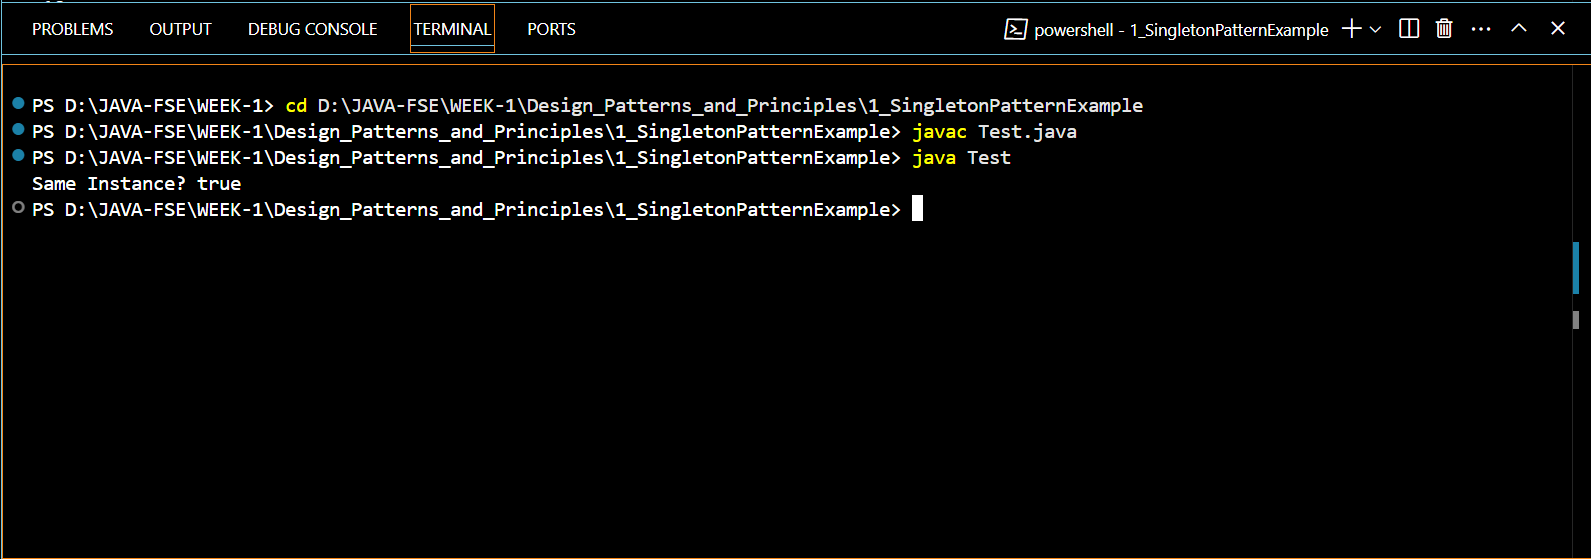 PROBLEMS OUTPUT DEBUG CONSOLE TERMINAL PORTS powershell - 1_SingletonPatternExample
PS D:\JAVA-FSE\WEEK-1> cd D:\JAVA-FSE\WEEK-1\Design_Patterns_and_Principles\1_SingletonPatternExample
PS D:\JAVA-FSE\WEEK-1\Design_Patterns_and_Principles\1_SingletonPatternExample> javac Test.java
PS D:\JAVA-FSE\WEEK-1\Design_Patterns_and_Principles\1_SingletonPatternExample> java Test
Same Instance? true
PS D:\JAVA-FSE\WEEK-1\Design_Patterns_and_Principles\1_SingletonPatternExample>